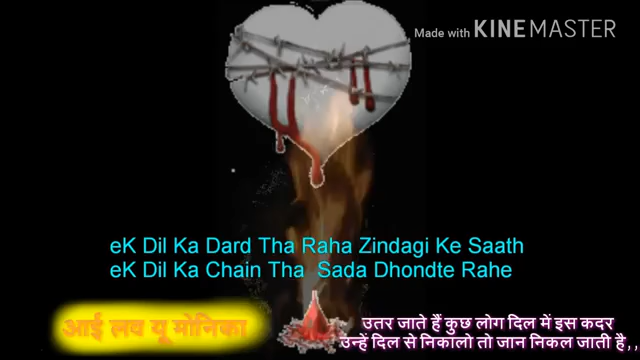 Made with KINEMASTER
eK Dil Ka Dard Tha Raha Zindagi Ke Saath
eK Dil Ka Chain Tha Sada Dhondte Rahe
आई लव यू मोनिका
उतर जाते हैं कुछ लोग दिल में इस कदर
उन्हें दिल से निकालो तो जान निकल जाती है,,